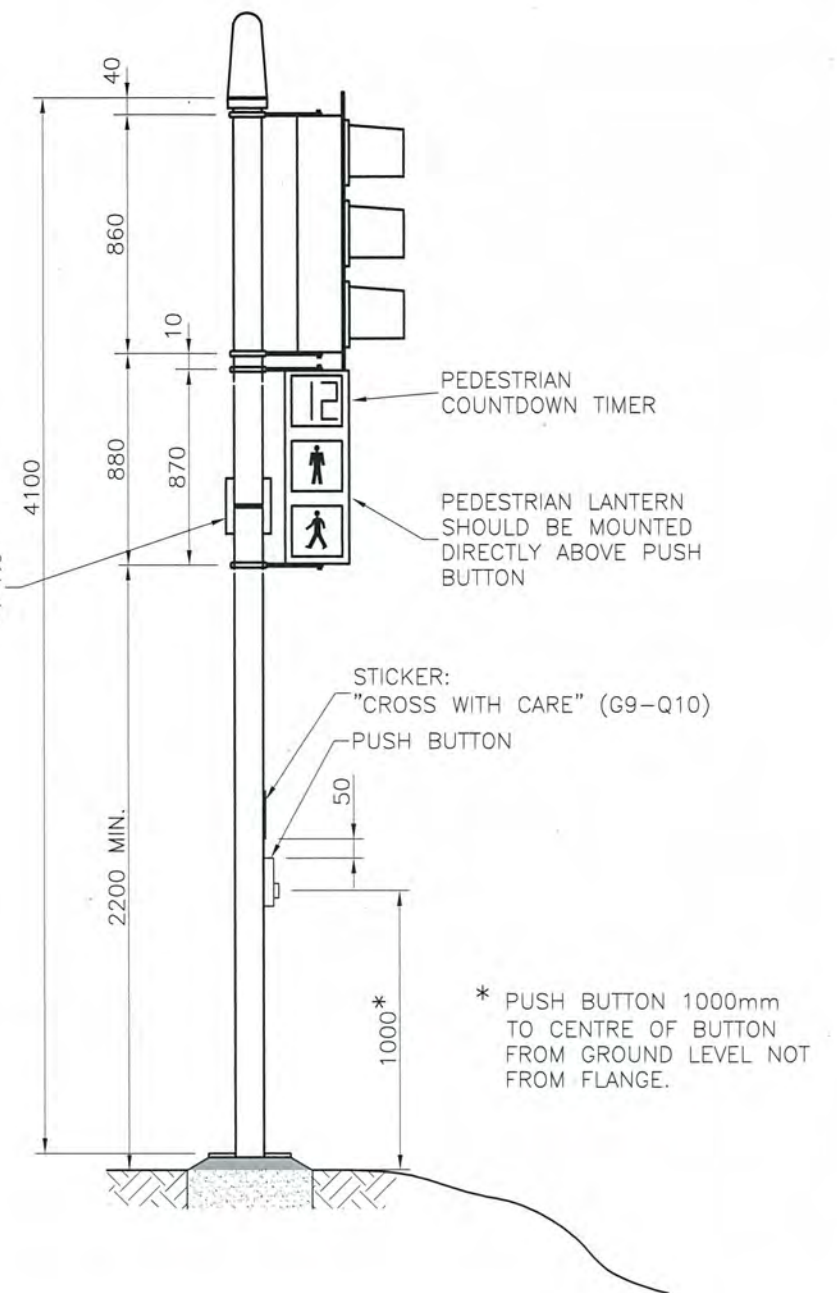 40
860
10
4100
880
870
12
PEDESTRIAN
COUNTDOWN TIMER
PEDESTRIAN LANTERN
SHOULD BE MOUNTED
DIRECTLY ABOVE PUSH
BUTTON
STICKER:
"CROSS WITH CARE" (G9-Q10)
PUSH BUTTON
50
2200 MIN.
1000*
* PUSH BUTTON 1000mm
TO CENTRE OF BUTTON
FROM GROUND LEVEL NOT
FROM FLANGE.